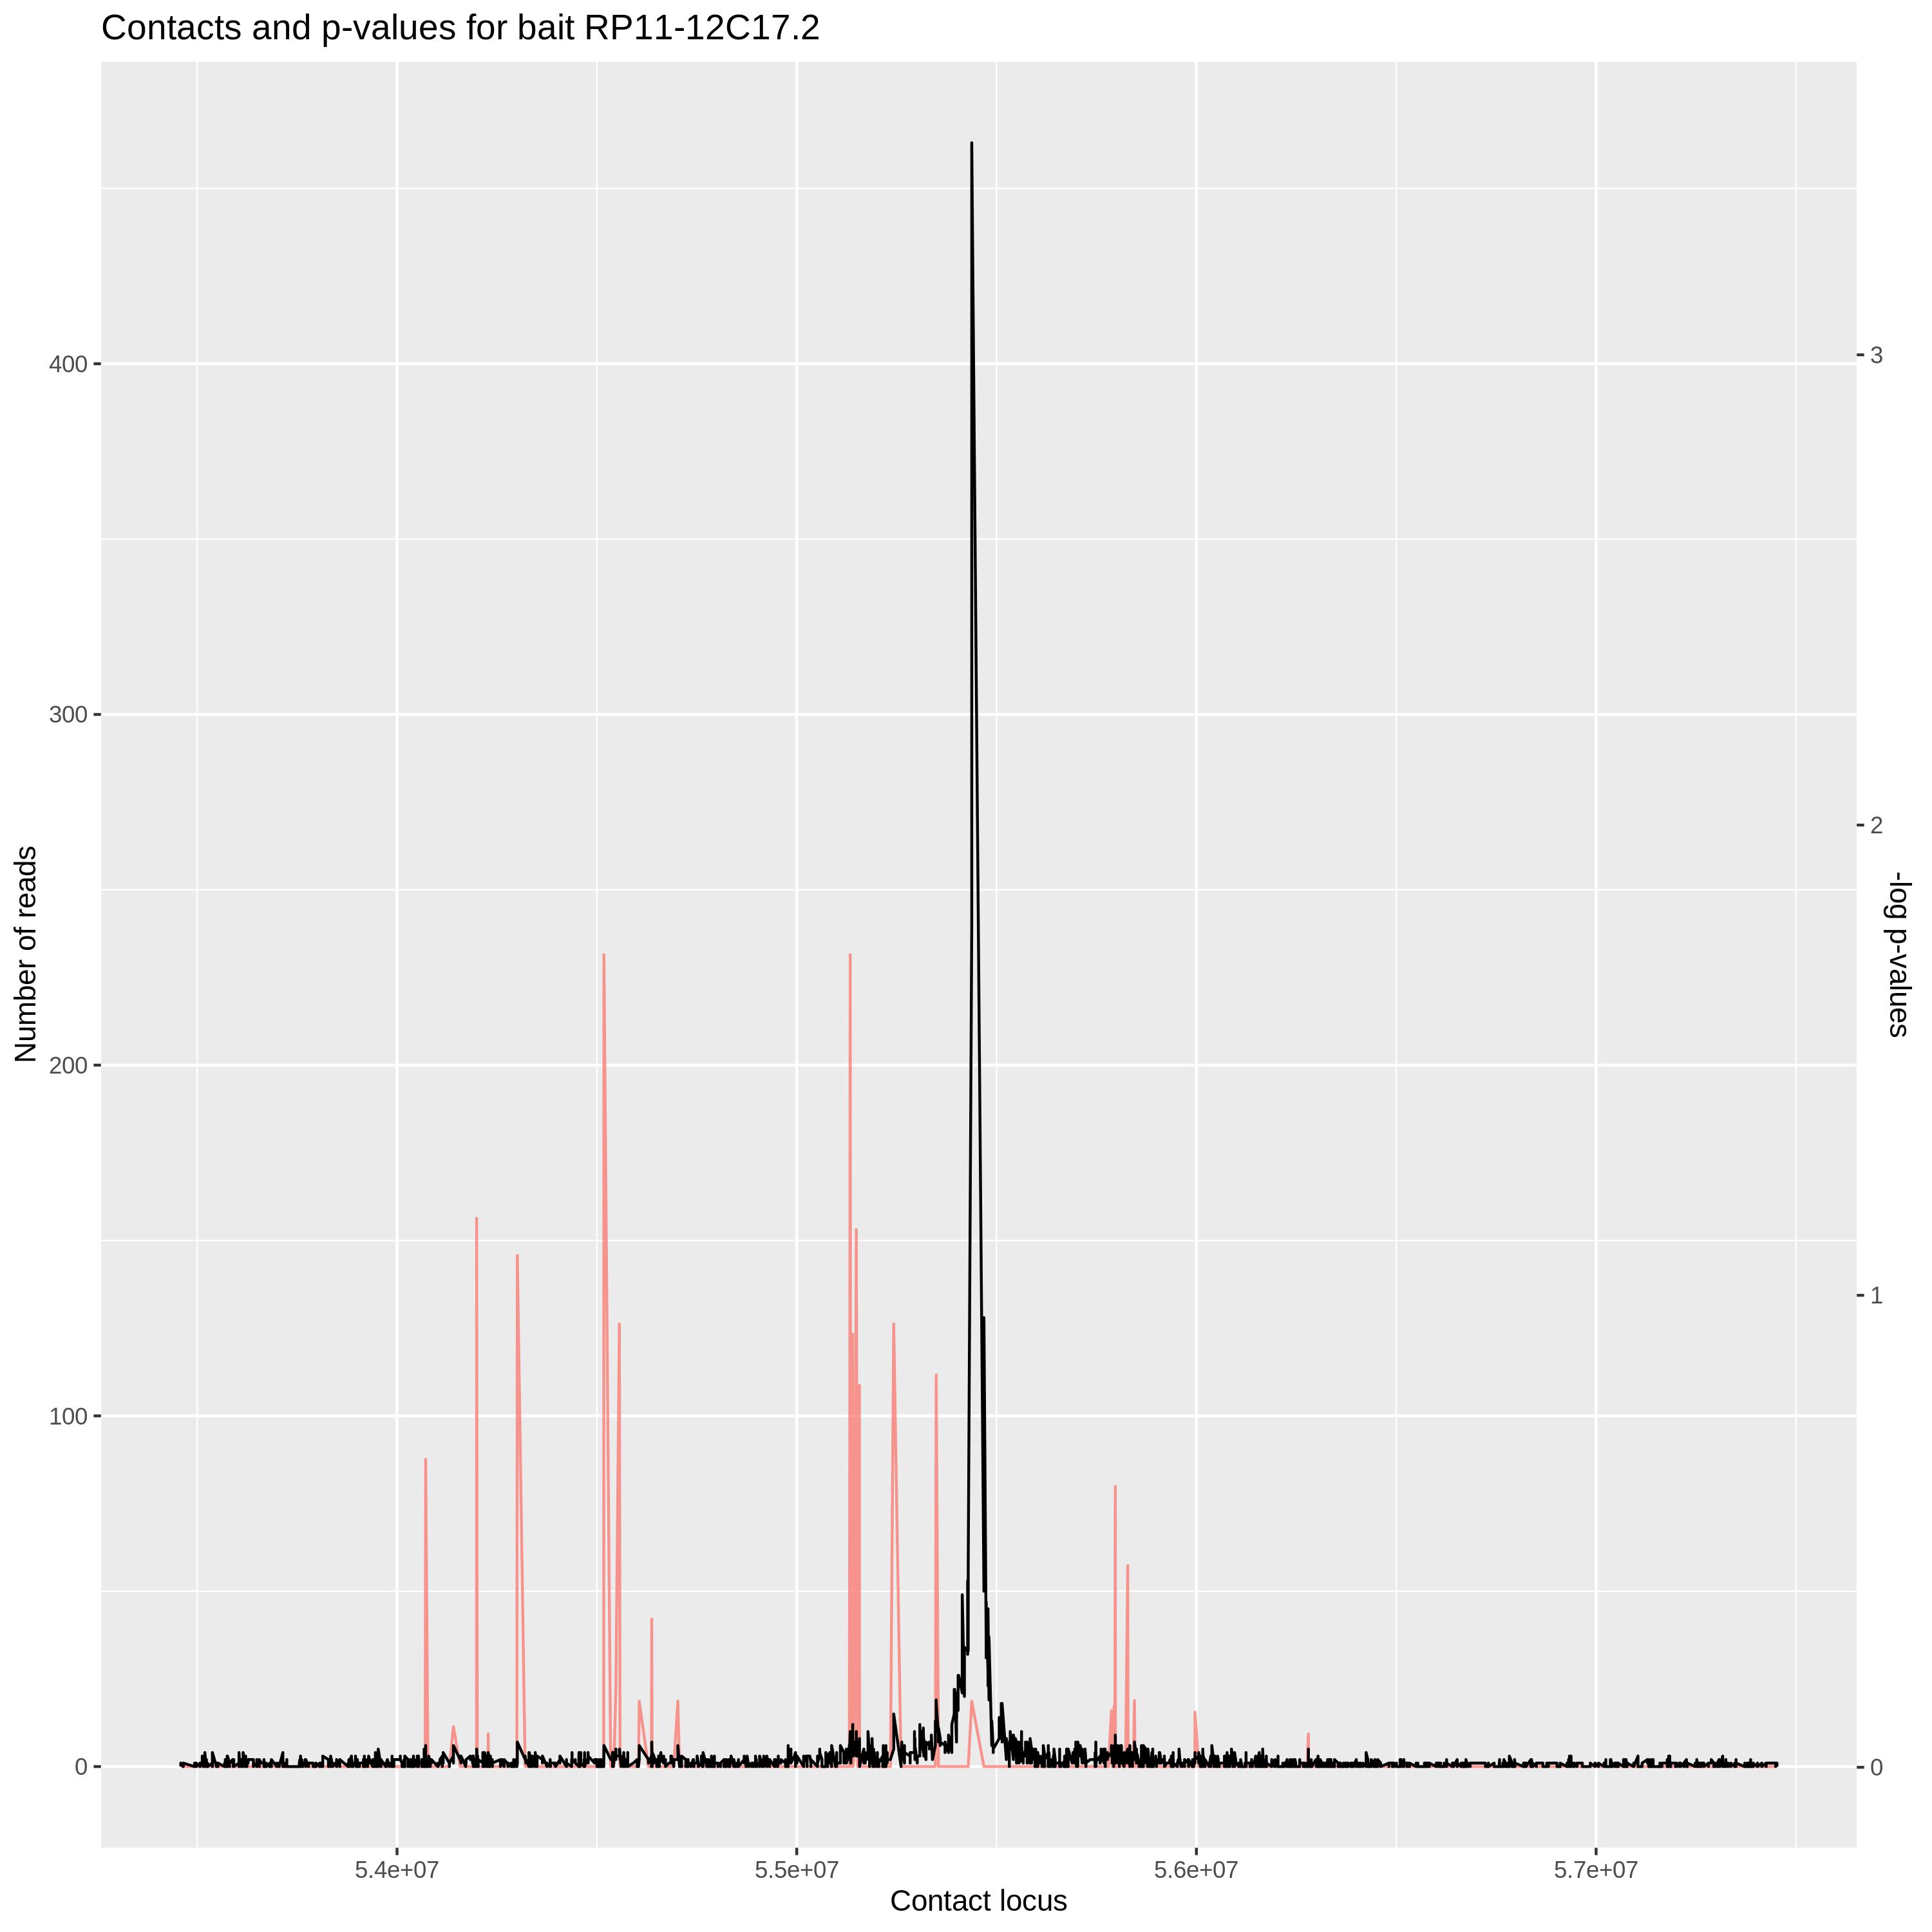 Contacts and p-values for bait RP11-12C17.2
400
300
200
100
0
Number of reads
3
2
1
0
-log p-values
5.4e+07 5.5e+07 5.6e+07 5.7e+07
Contact locus